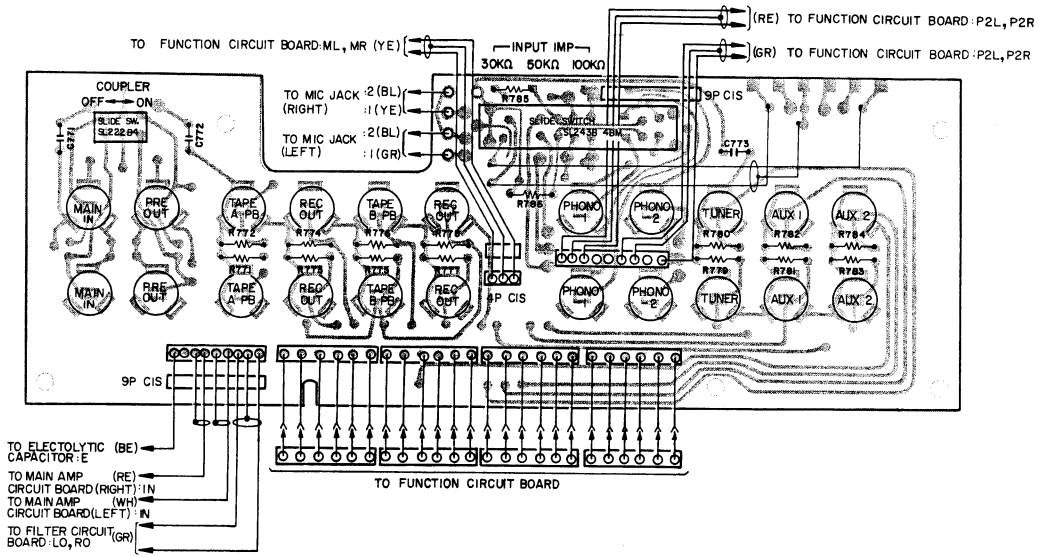 (RE) TO FUNCTION CIRCUIT BOARD:P2L, P2R
TO FUNCTION CIRCUIT BOARD:ML, MR (YE)
INPUT IMP
(GR) TO FUNCTION CIRCUIT BOARD:P2L, P2R
30KΩ 50KΩ 100KΩ
COUPLER
OFF ON
TO MIC JACK :2(BL)
(RIGHT) :1(YE)
R785
9P CIS
SLIDE SW.
SL22284
C771
C772
SLIDE SWITCH
SL2438 4BM
TO MIC JACK :2(BL)
(LEFT) :1(GR)
C773
R786
MAIN IN
PRE OUT
TAPE A PB
REC OUT
TAPE B PB
REC OUT
PHONO -1
PHONO -2
TUNER
AUX 1
AUX 2
R772 R774 R776 R778 R780 R782 R784
R771 R773 R775 R777 R779 R781 R783
MAIN IN
PRE OUT
TAPE A PB
REC OUT
TAPE B PB
REC OUT
4P CIS
PHONO -1
PHONO -2
TUNER
AUX 1
AUX 2
9P CIS
TO ELECTOLYTIC (BE)
CAPACITOR:E
TO MAIN AMP (RE)
CIRCUIT BOARD(RIGHT):IN
TO MAIN AMP (WH)
CIRCUIT BOARD(LEFT):IN
TO FILTER CIRCUIT (GR)
BOARD:LO, RO
TO FUNCTION CIRCUIT BOARD